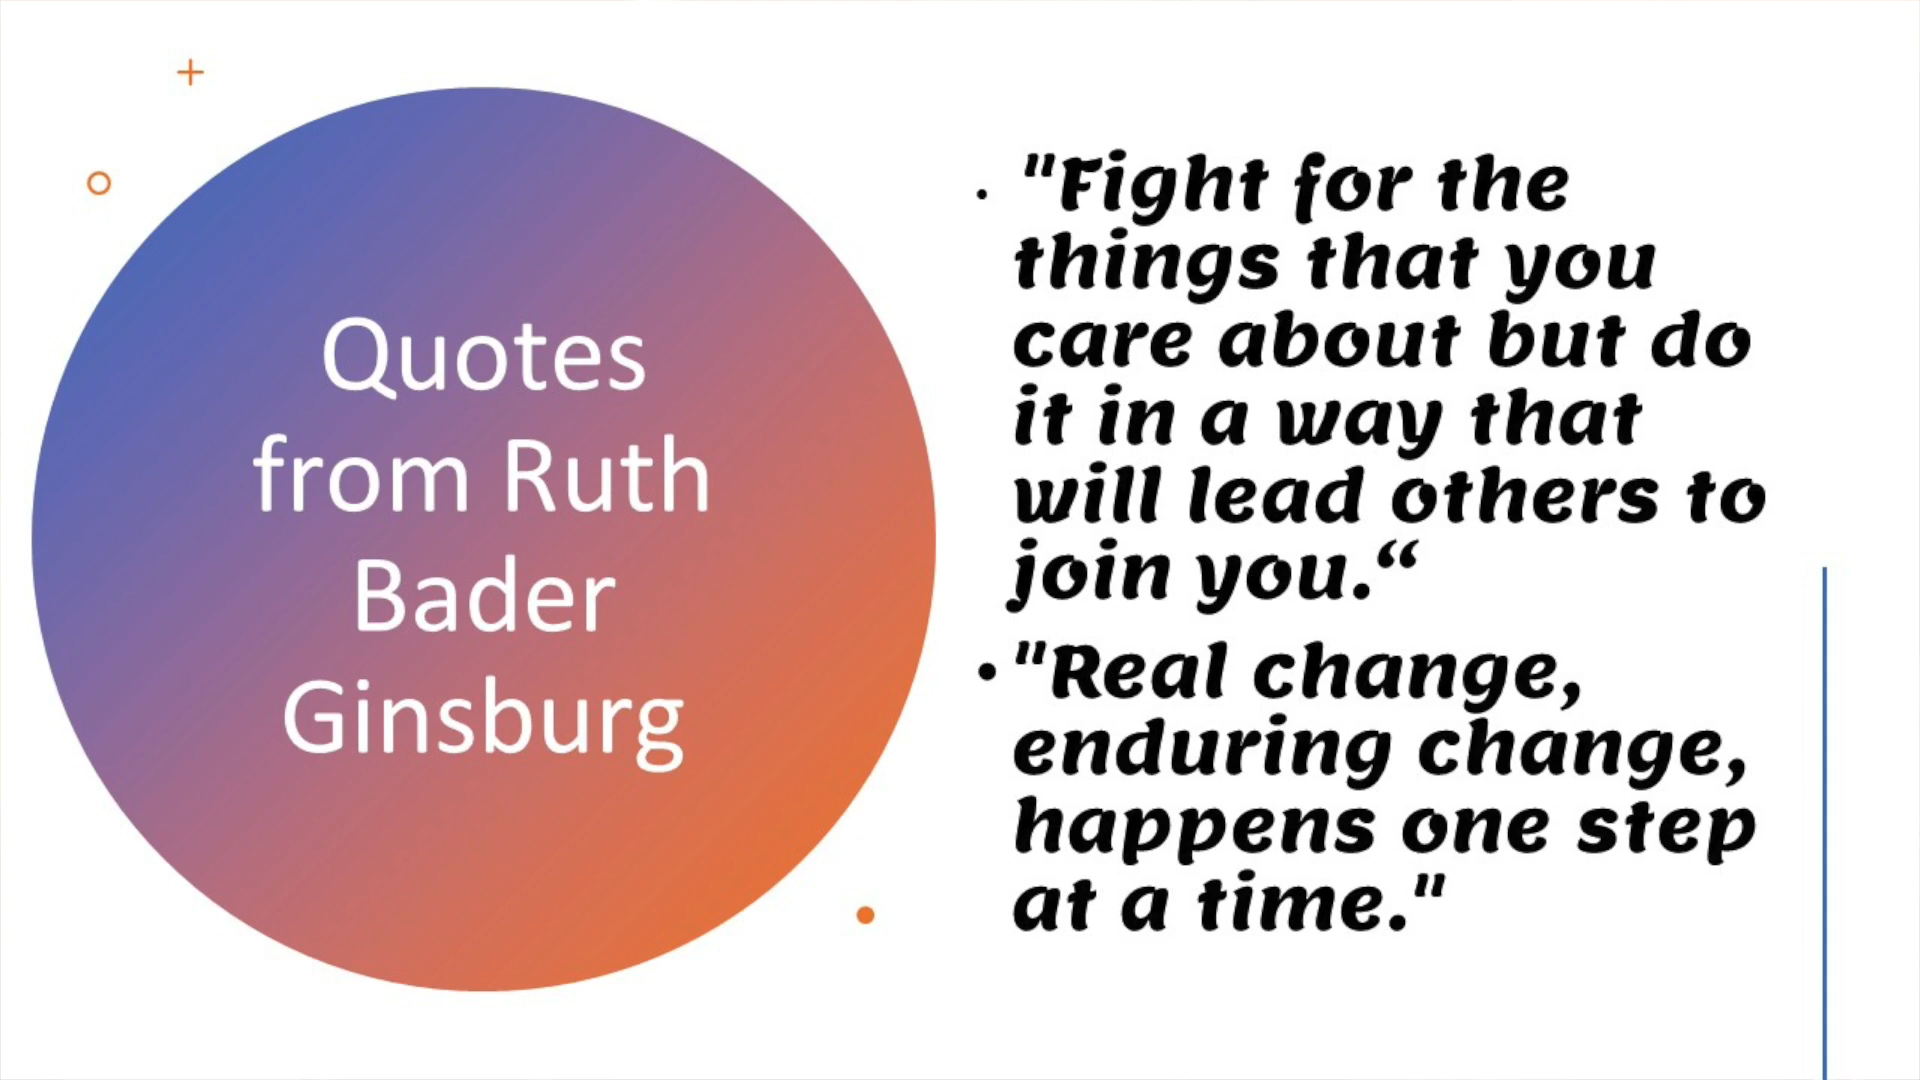 Quotes
from Ruth
Bader
Ginsburg
• "Fight for the
things that you
care about but do
it in a way that
will lead others to
join you.“
• "Real change,
enduring change,
happens one step
at a time."